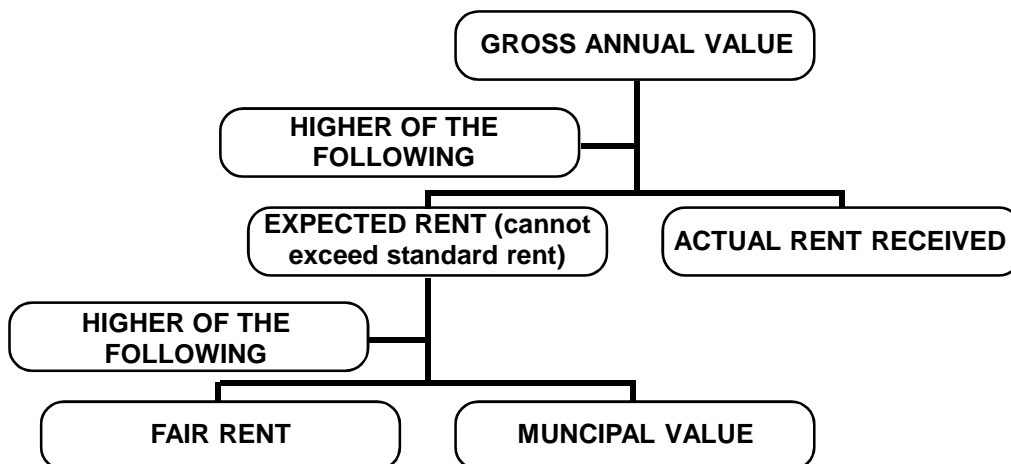 GROSS ANNUAL VALUE
HIGHER OF THE
FOLLOWING
EXPECTED RENT (cannot
exceed standard rent)
ACTUAL RENT RECEIVED
HIGHER OF THE
FOLLOWING
FAIR RENT
MUNCIPAL VALUE